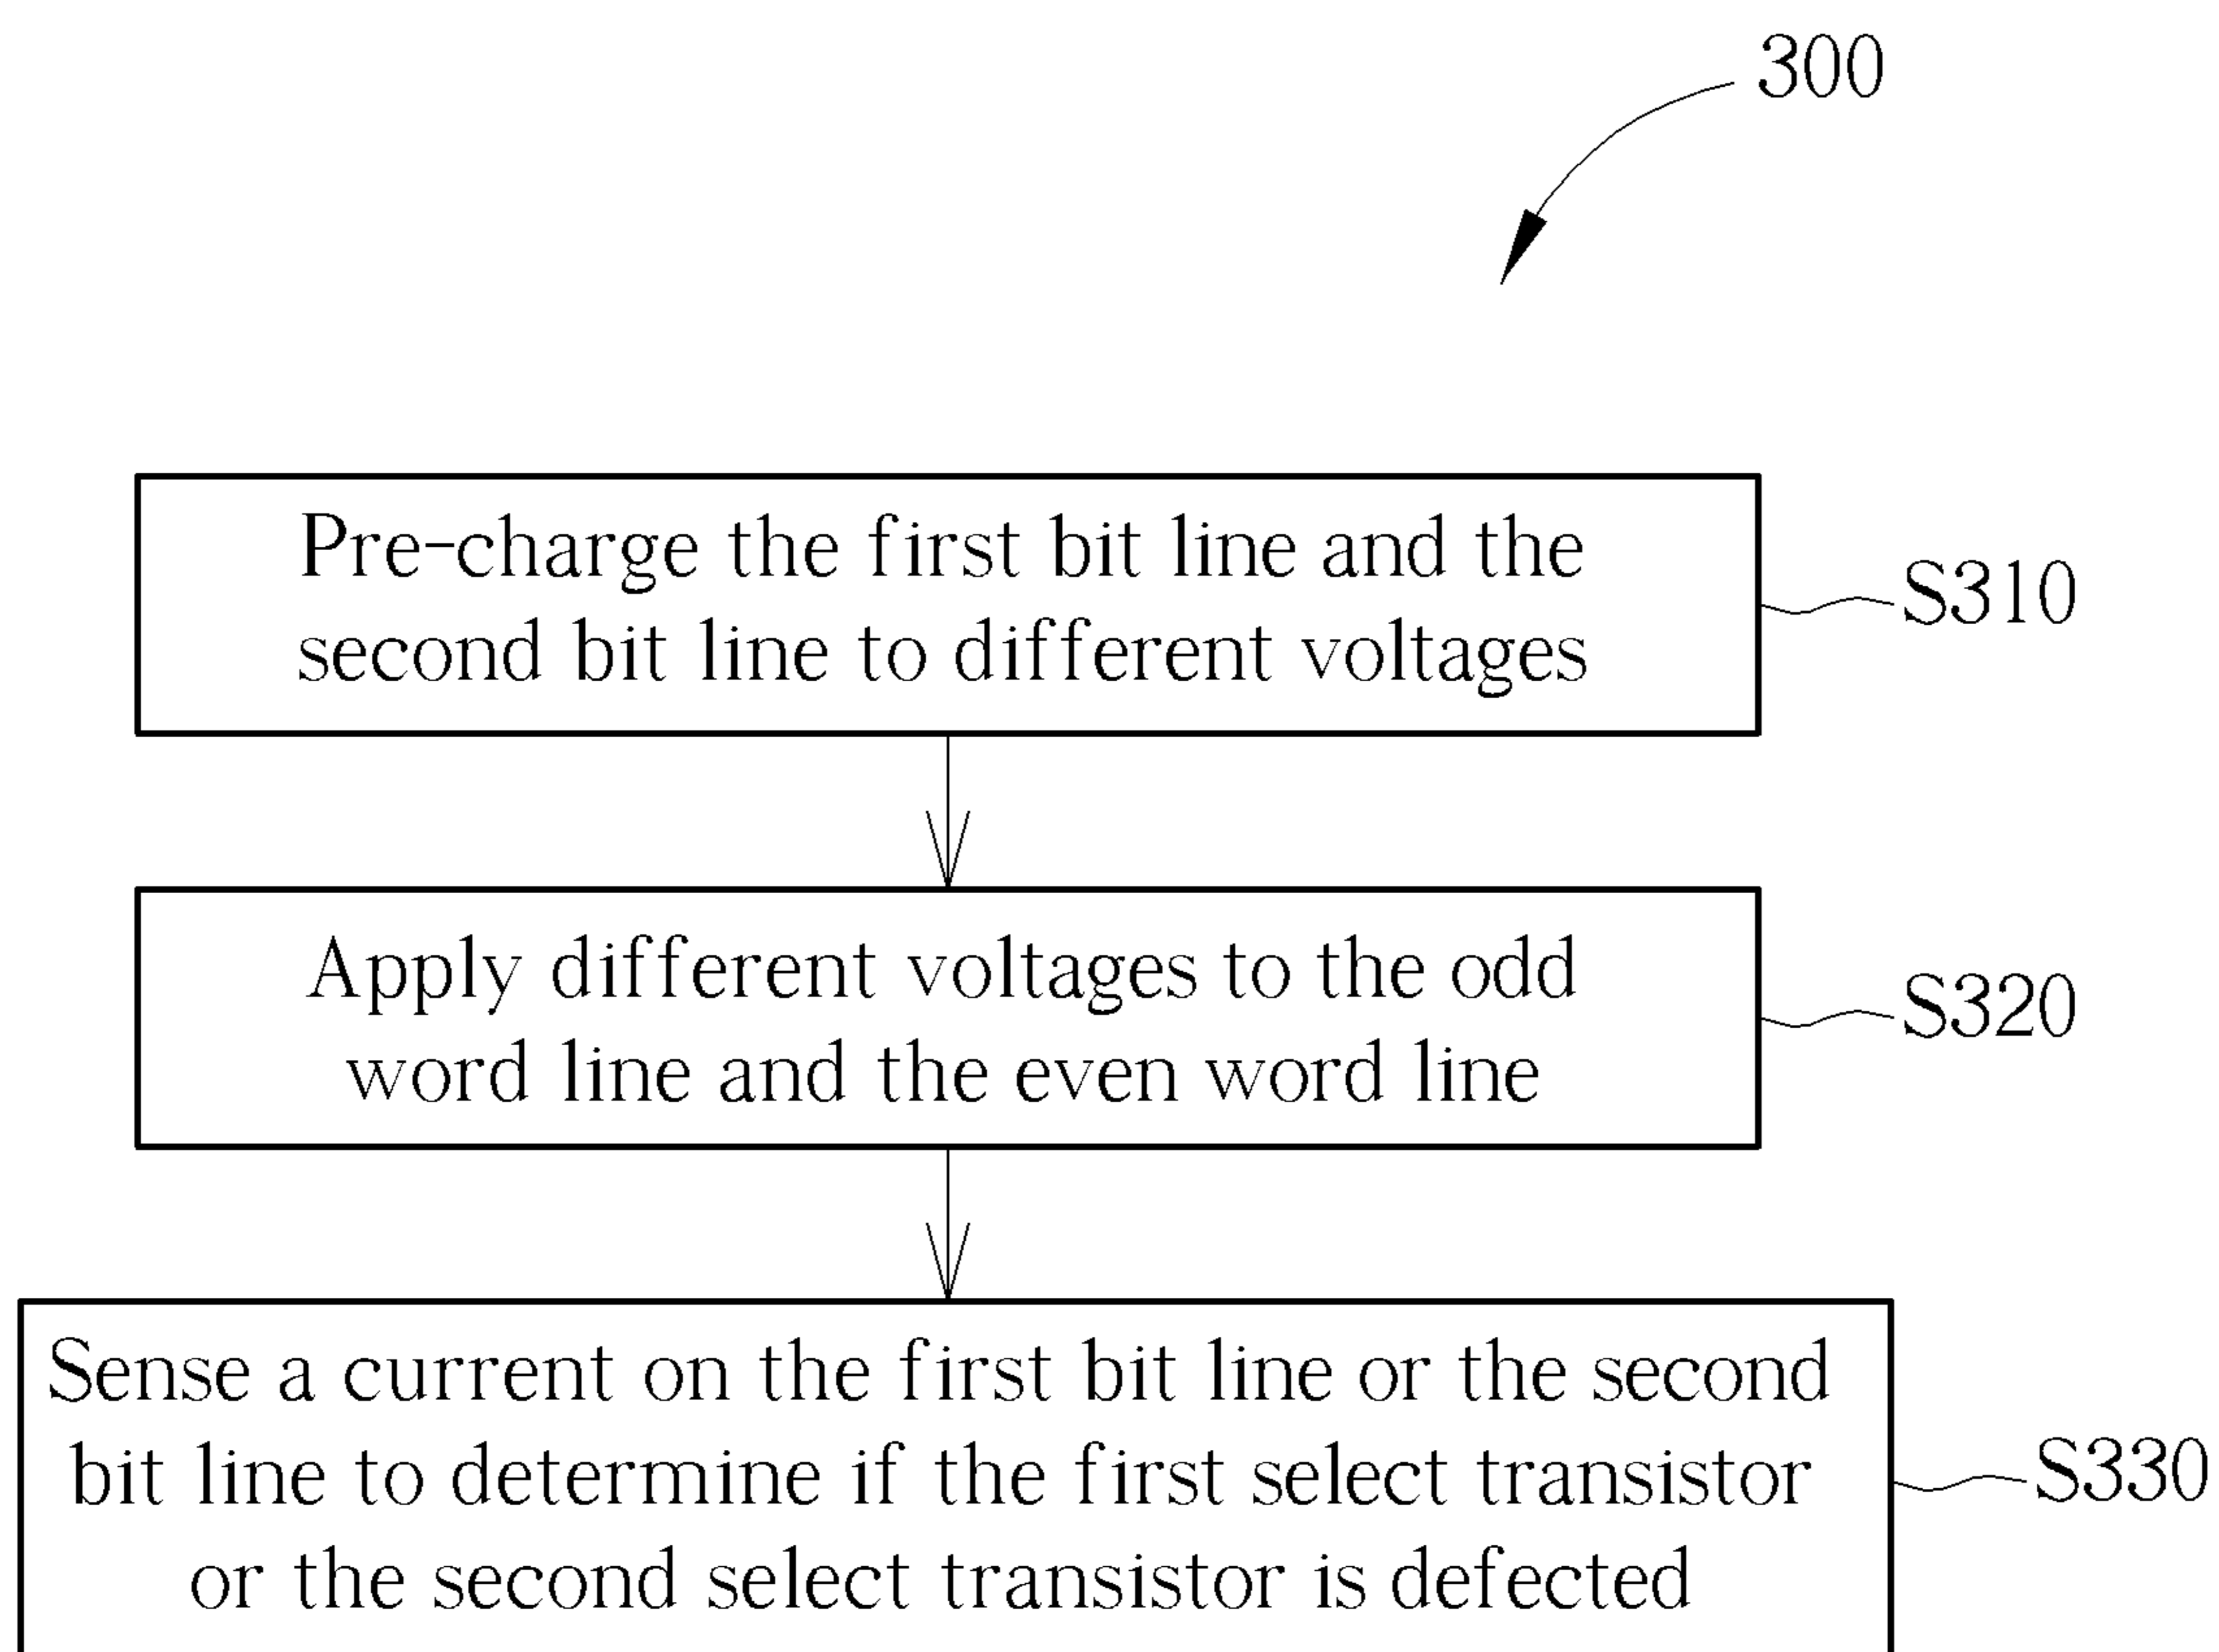 300
Pre-charge the first bit line and the
second bit line to different voltages
S310
Apply different voltages to the odd
word line and the even word line
S320
Sense a current on the first bit line or the second
bit line to determine if the first select transistor
or the second select transistor is defected
S330